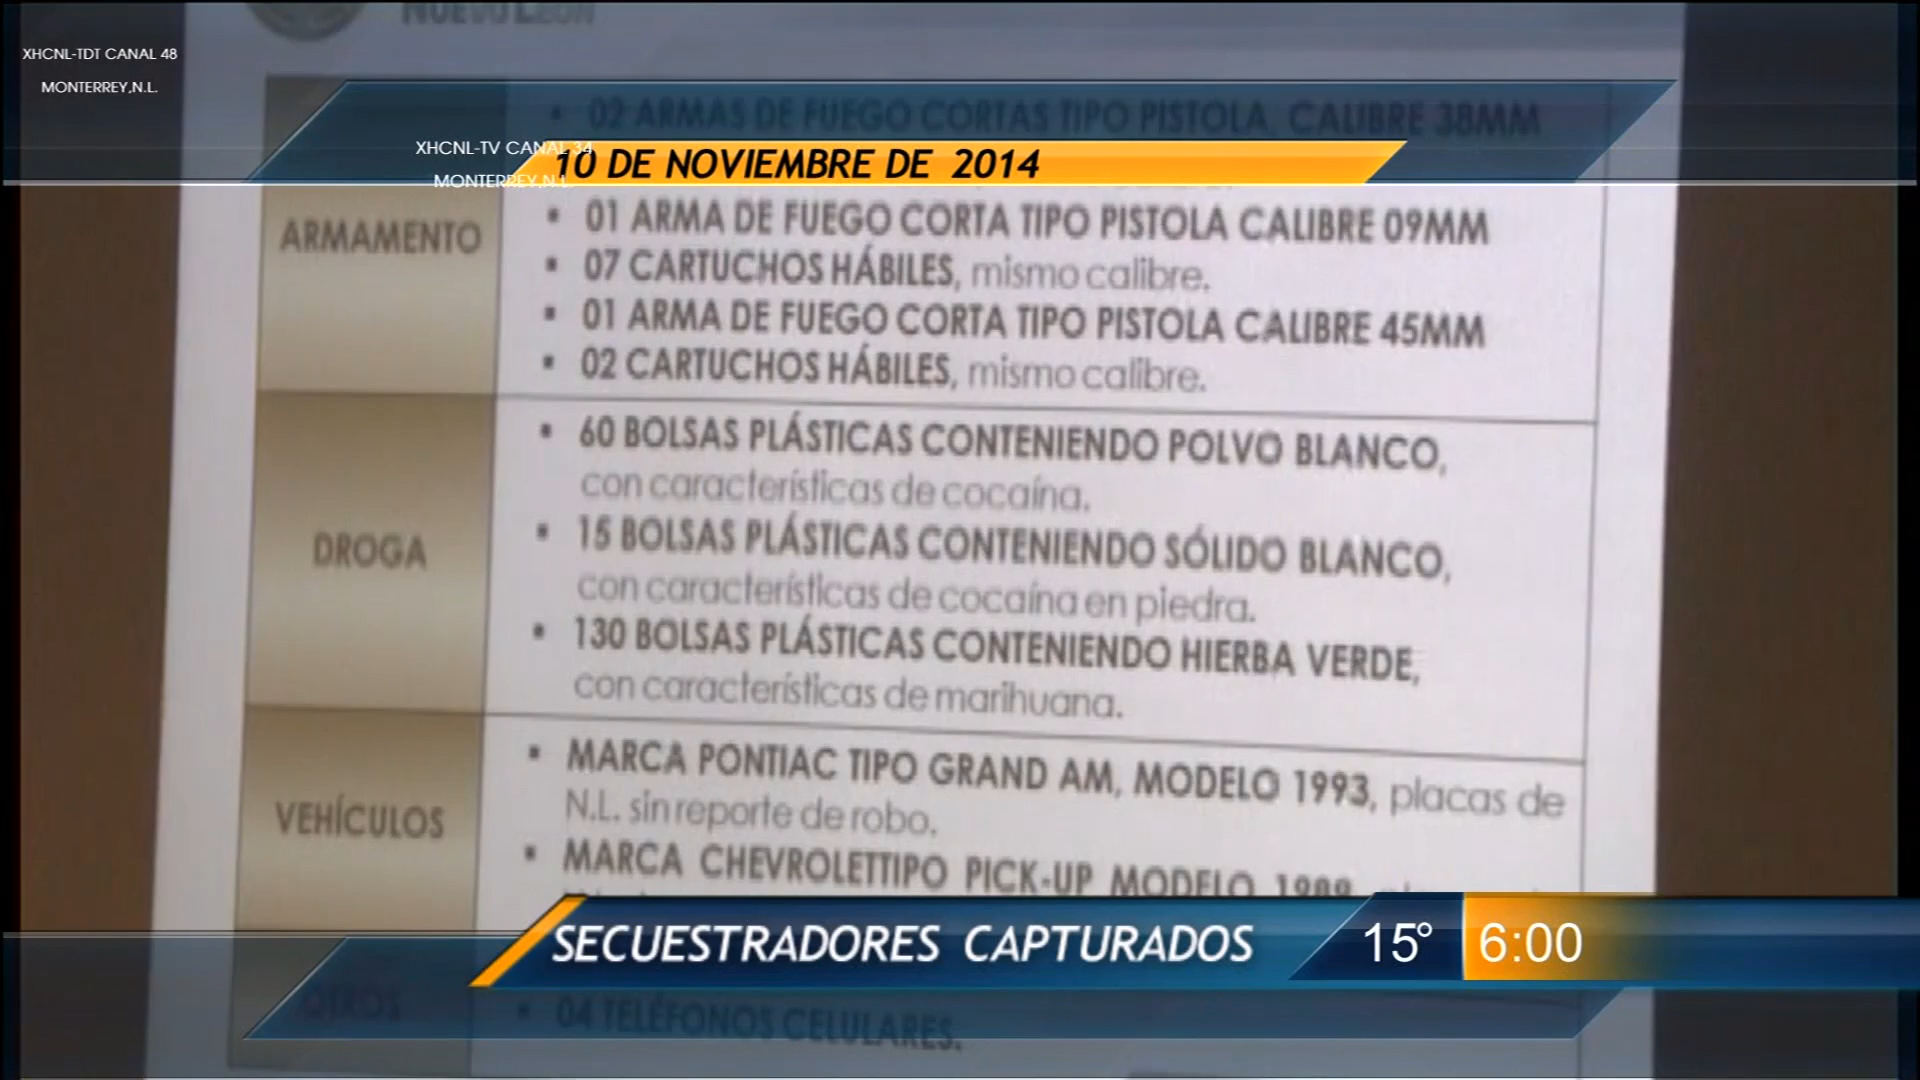 NUEVO LEÓN
XHCNL-TDT CANAL 48
MONTERREY,N.L.
02 ARMAS DE FUEGO CORTAS TIPO PISTOLA, CALIBRE 38MM
XHCNL-TV CANAL 34
MONTERREY,N.L.
10 DE NOVIEMBRE DE 2014
ARMAMENTO
▪ 01 ARMA DE FUEGO CORTA TIPO PISTOLA CALIBRE 09MM
▪ 07 CARTUCHOS HÁBILES, mismo calibre.
▪ 01 ARMA DE FUEGO CORTA TIPO PISTOLA CALIBRE 45MM
▪ 02 CARTUCHOS HÁBILES, mismo calibre.
DROGA
▪ 60 BOLSAS PLÁSTICAS CONTENIENDO POLVO BLANCO,
con características de cocaína.
▪ 15 BOLSAS PLÁSTICAS CONTENIENDO SÓLIDO BLANCO,
con características de cocaína en piedra.
▪ 130 BOLSAS PLÁSTICAS CONTENIENDO HIERBA VERDE,
con características de marihuana.
VEHÍCULOS
▪ MARCA PONTIAC TIPO GRAND AM, MODELO 1993, placas de
N.L. sin reporte de robo.
▪ MARCA CHEVROLETTIPO PICK-UP MODELO
SECUESTRADORES CAPTURADOS
15° 6:00
OTROS
▪ 04 TELÉFONOS CELULARES.